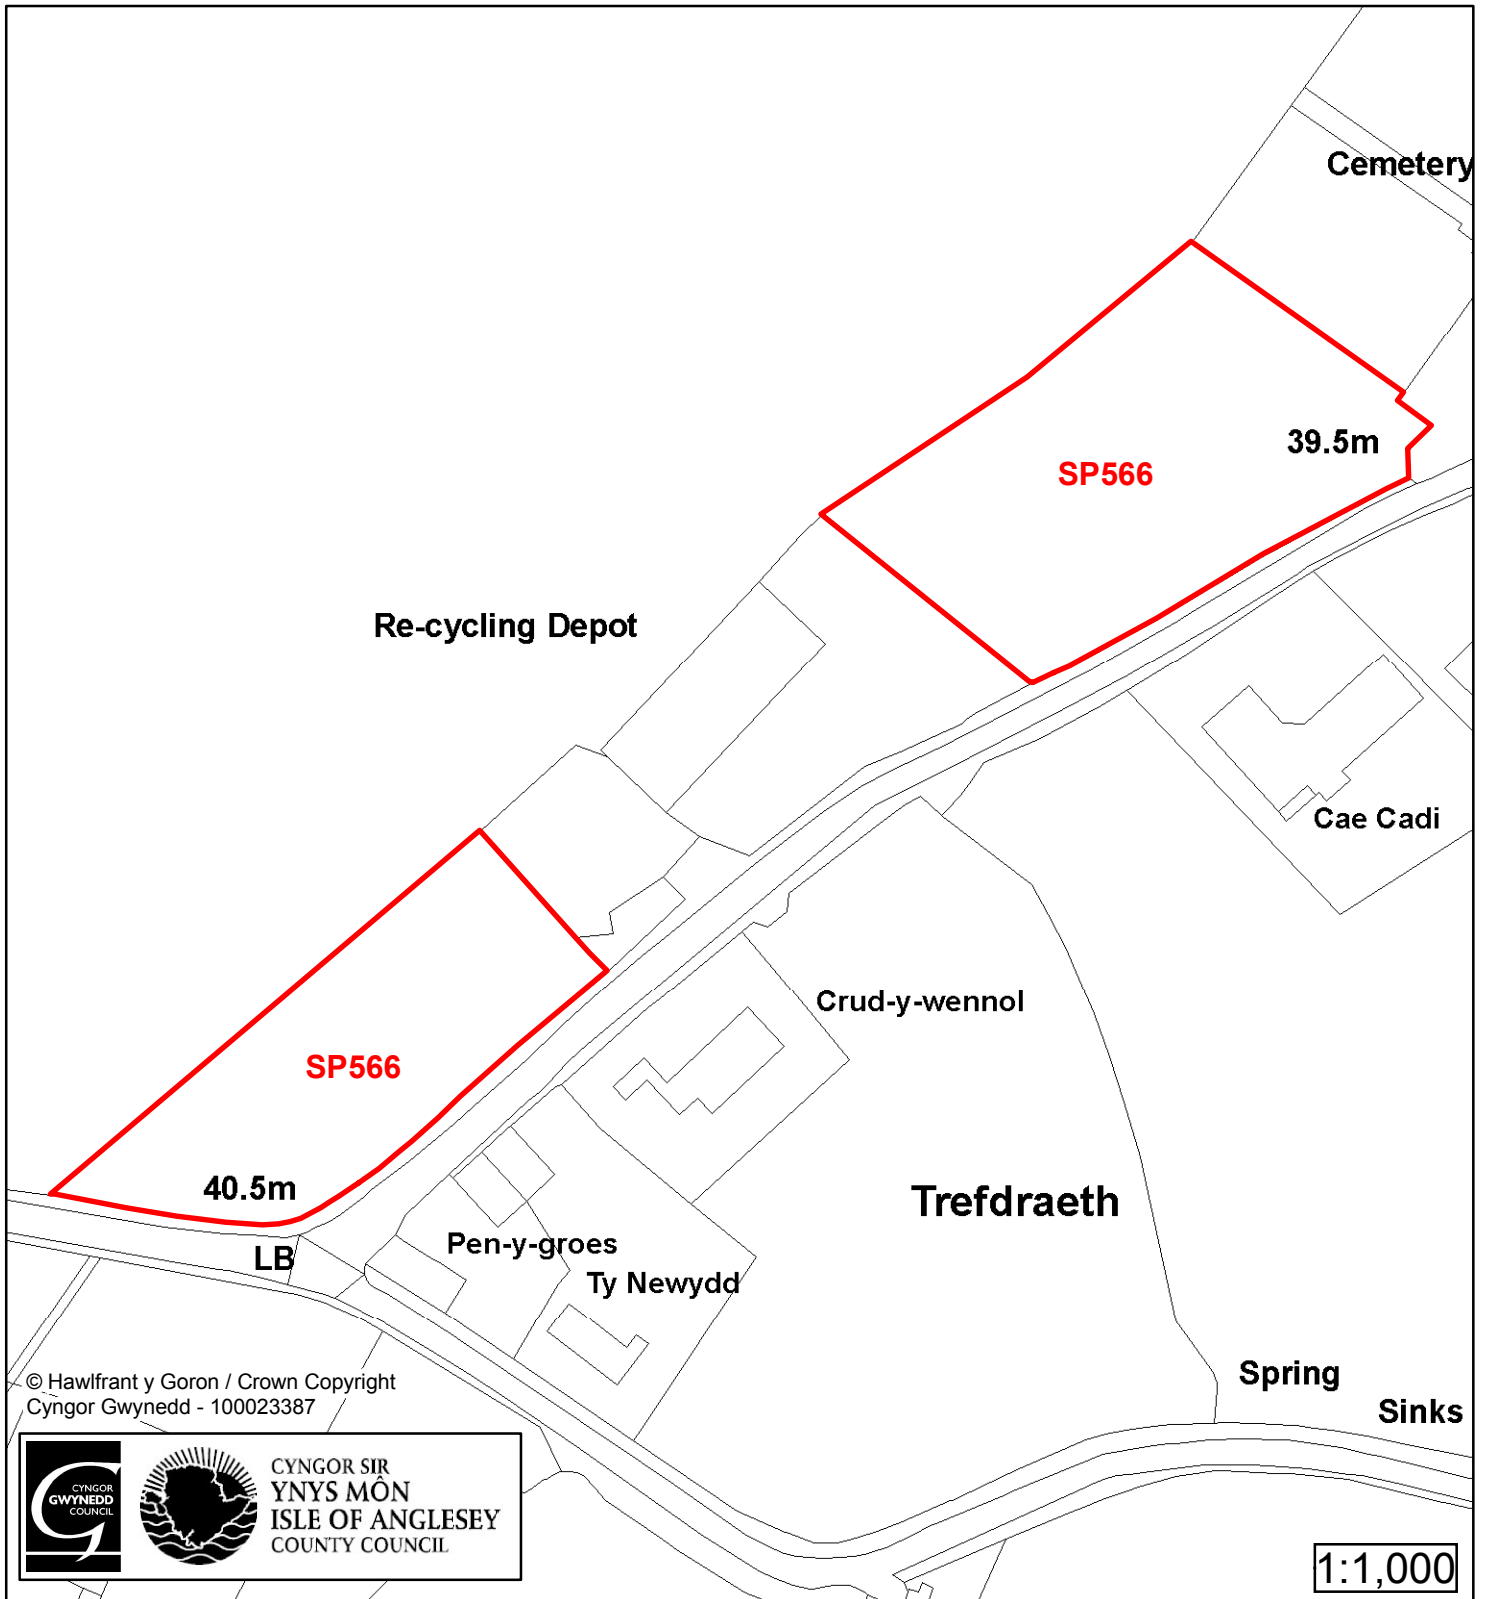 Cemetery
39.5m
SP566
Re-cycling Depot
Cae Cadi
Crud-y-wennol
SP566
40.5m
Trefdraeth
LB
Pen-y-groes
Ty Newydd
Spring
Sinks
© Hawlfrant y Goron / Crown Copyright
Cyngor Gwynedd - 100023387
CYNGOR
GWYNEDD
COUNCIL
CYNGOR SIR
YNYS MÔN
ISLE OF ANGLESEY
COUNTY COUNCIL
1:1,000